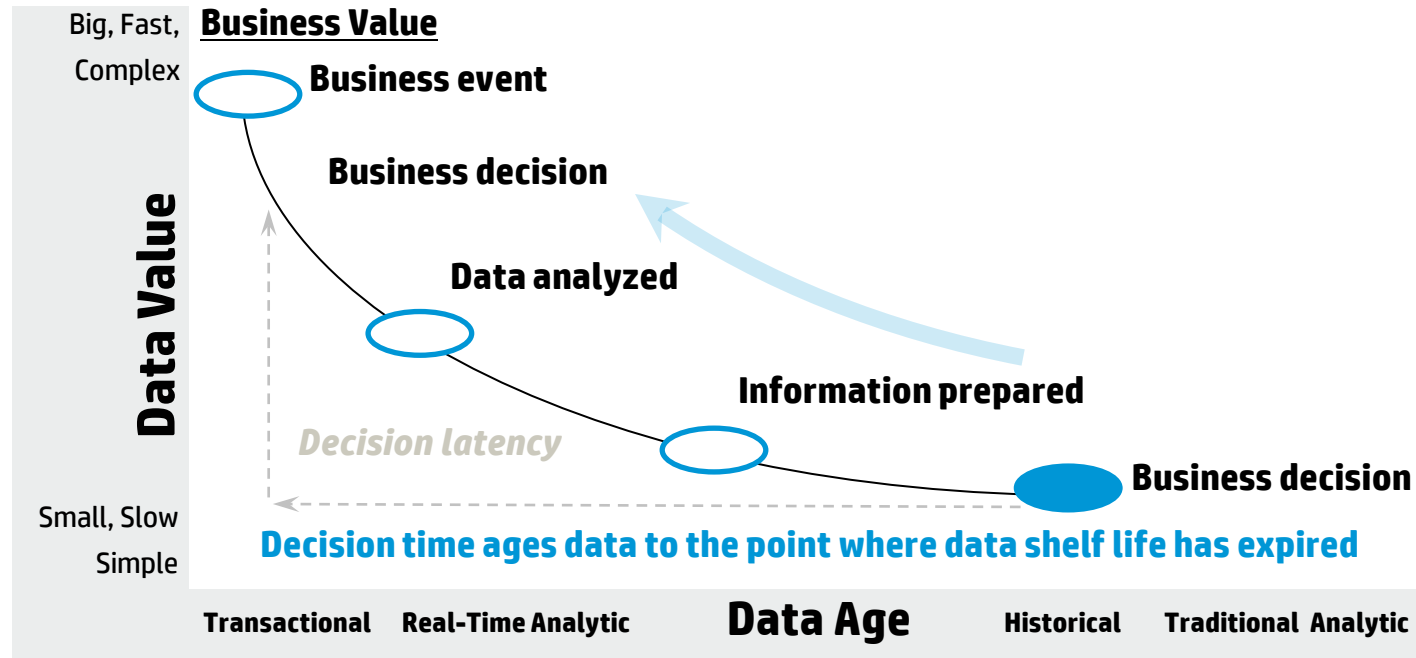 Big, Fast,
Complex
Business Value
Business event
Business decision
Data Value
Data analyzed
Information prepared
Decision latency
Business decision
Small, Slow
Simple
Decision time ages data to the point where data shelf life has expired
Transactional Real-Time Analytic Data Age Historical Traditional Analytic